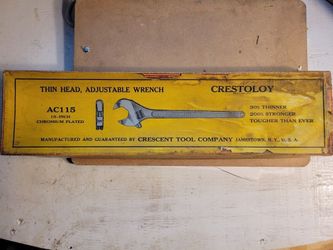 THIN HEAD, ADJUSTABLE WRENCH
CRESTOLOY
AC115
15-INCH
CHROMIUM PLATED
30% THINNER
200% STRONGER
TOUGHER THAN EVER
MANUFACTURED AND GUARANTEED BY CRESCENT TOOL COMPANY JAMESTOWN, N. Y., U. S. A.